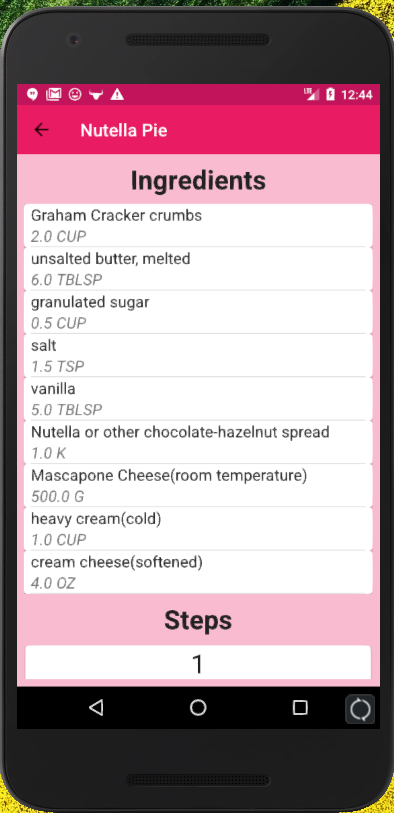 LTE 12:44
Nutella Pie
Ingredients
Graham Cracker crumbs
2.0 CUP
unsalted butter, melted
6.0 TBLSP
granulated sugar
0.5 CUP
salt
1.5 TSP
vanilla
5.0 TBLSP
Nutella or other chocolate-hazelnut spread
1.0 K
Mascapone Cheese(room temperature)
500.0 G
heavy cream(cold)
1.0 CUP
cream cheese(softened)
4.0 OZ
Steps
1